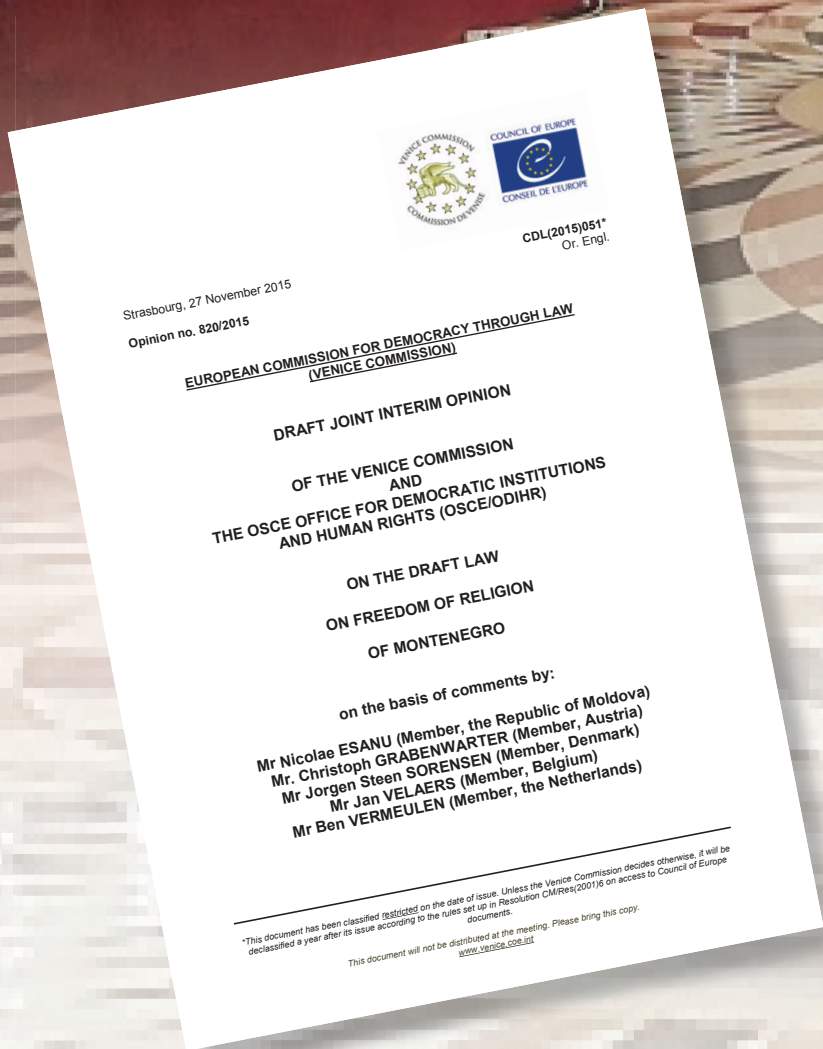 VENICE COMMISSION
COMMISSION DE VENISE
COUNCIL OF EUROPE
CONSEIL DE L'EUROPE
CDL(2015)051*
Or. Engl.
Strasbourg, 27 November 2015
Opinion no. 820/2015
EUROPEAN COMMISSION FOR DEMOCRACY THROUGH LAW
(VENICE COMMISSION)
DRAFT JOINT INTERIM OPINION
OF THE VENICE COMMISSION
AND
THE OSCE OFFICE FOR DEMOCRATIC INSTITUTIONS
AND HUMAN RIGHTS (OSCE/ODIHR)
ON THE DRAFT LAW
ON FREEDOM OF RELIGION
OF MONTENEGRO
on the basis of comments by:
Mr Nicolae ESANU (Member, the Republic of Moldova)
Mr. Christoph GRABENWARTER (Member, Austria)
Mr Jorgen Steen SORENSEN (Member, Denmark)
Mr Jan VELAERS (Member, Belgium)
Mr Ben VERMEULEN (Member, the Netherlands)
*This document has been classified restricted on the date of issue. Unless the Venice Commission decides otherwise, it will be
declassified a year after its issue according to the rules set up in Resolution CM/Res(2001)6 on access to Council of Europe
documents.
This document will not be distributed at the meeting. Please bring this copy.
www.venice.coe.int